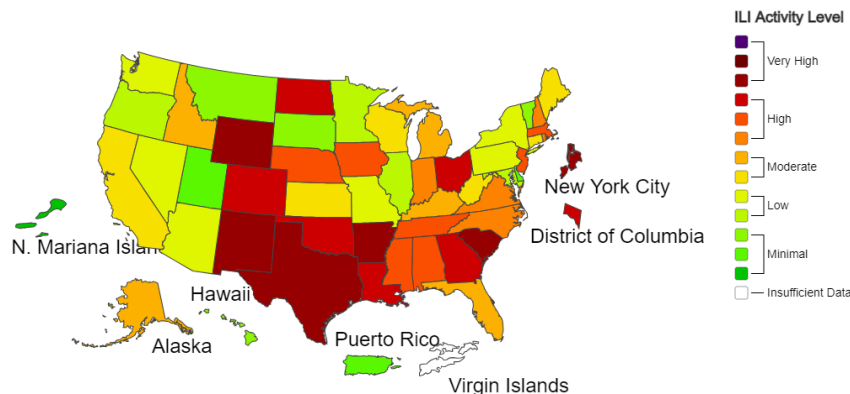 ILI Activity Level
Very High
High
Moderate
Low
Minimal
Insufficient Data
New York City
District of Columbia
N. Mariana Islan
Hawaii
Alaska
Puerto Rico
Virgin Islands